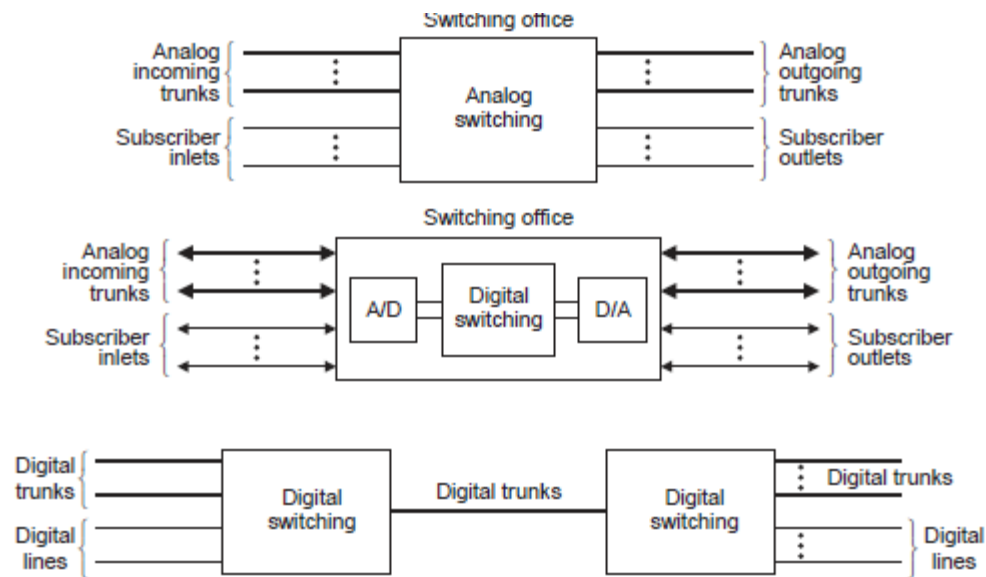 Switching office
Analog
incoming
trunks
Subscriber
inlets
Analog
switching
Analog
outgoing
trunks
Subscriber
outlets
Switching office
Analog
incoming
trunks
Subscriber
inlets
A/D
Digital
switching
D/A
Analog
outgoing
trunks
Subscriber
outlets
Digital
trunks
Digital
lines
Digital
switching
Digital trunks
Digital
switching
Digital trunks
Digital
lines